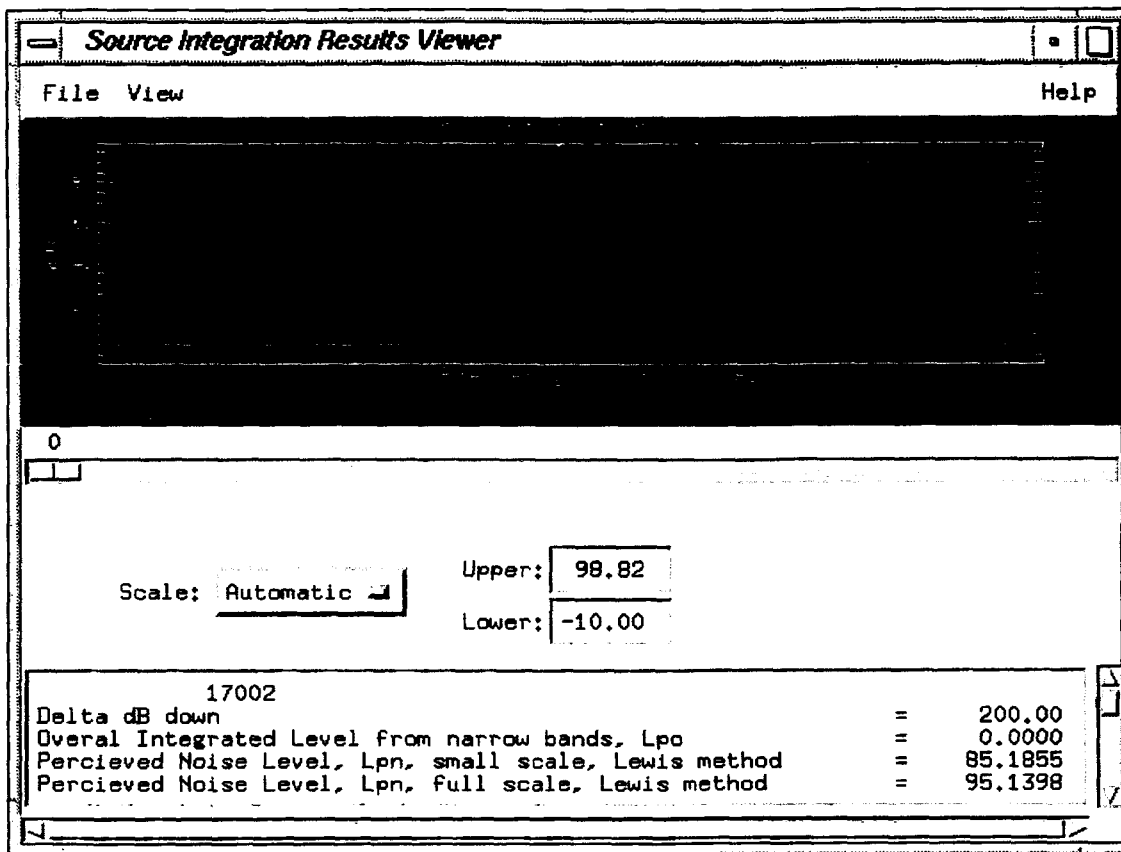 Source Integration Results Viewer
File View Help
0
Scale: Automatic
Upper: 98.82
Lower: -10.00
17002
Delta dB down = 200.00
Overal Integrated Level from narrow bands, Lpo = 0.0000
Percieved Noise Level, Lpn, small scale, Lewis method = 85.1855
Percieved Noise Level, Lpn, full scale, Lewis method = 95.1398